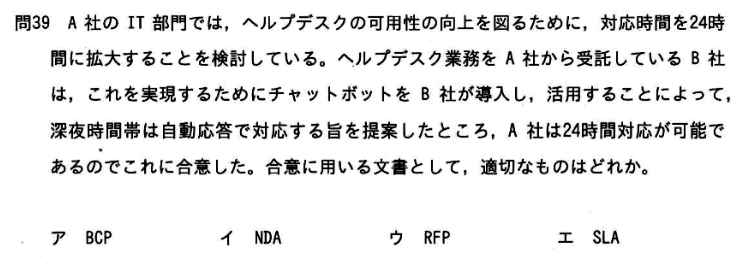 問39 A 社の IT 部門では，ヘルプデスクの可用性の向上を図るために，対応時間を24時
間に拡大することを検討している。ヘルプデスク業務を A 社から受託している B 社
は，これを実現するためにチャットボットを B 社が導入し，活用することによって，
深夜時間帯は自動応答で対応する旨を提案したところ，A 社は24時間対応が可能で
あるのでこれに合意した。合意に用いる文書として，適切なものはどれか。
ア BCP イ NDA ウ RFP エ SLA